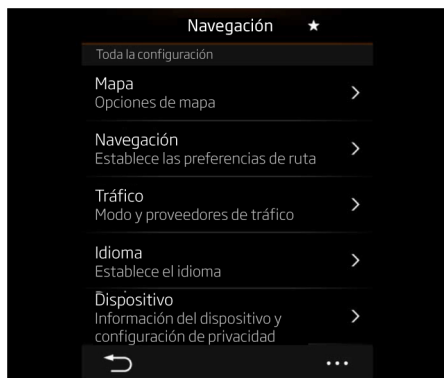 Navegación
Toda la configuración
Mapa
Opciones de mapa
Navegación
Establece las preferencias de ruta
Tráfico
Modo y proveedores de tráfico
Idioma
Establece el idioma
Dispositivo
Información del dispositivo y
configuración de privacidad